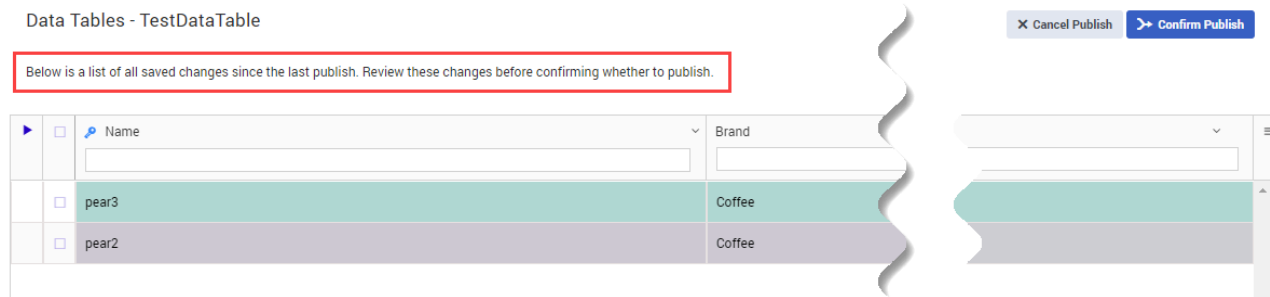 Data Tables - TestDataTable
Cancel Publish
Confirm Publish
Below is a list of all saved changes since the last publish. Review these changes before confirming whether to publish.
Name Brand
pear3 Coffee
pear2 Coffee